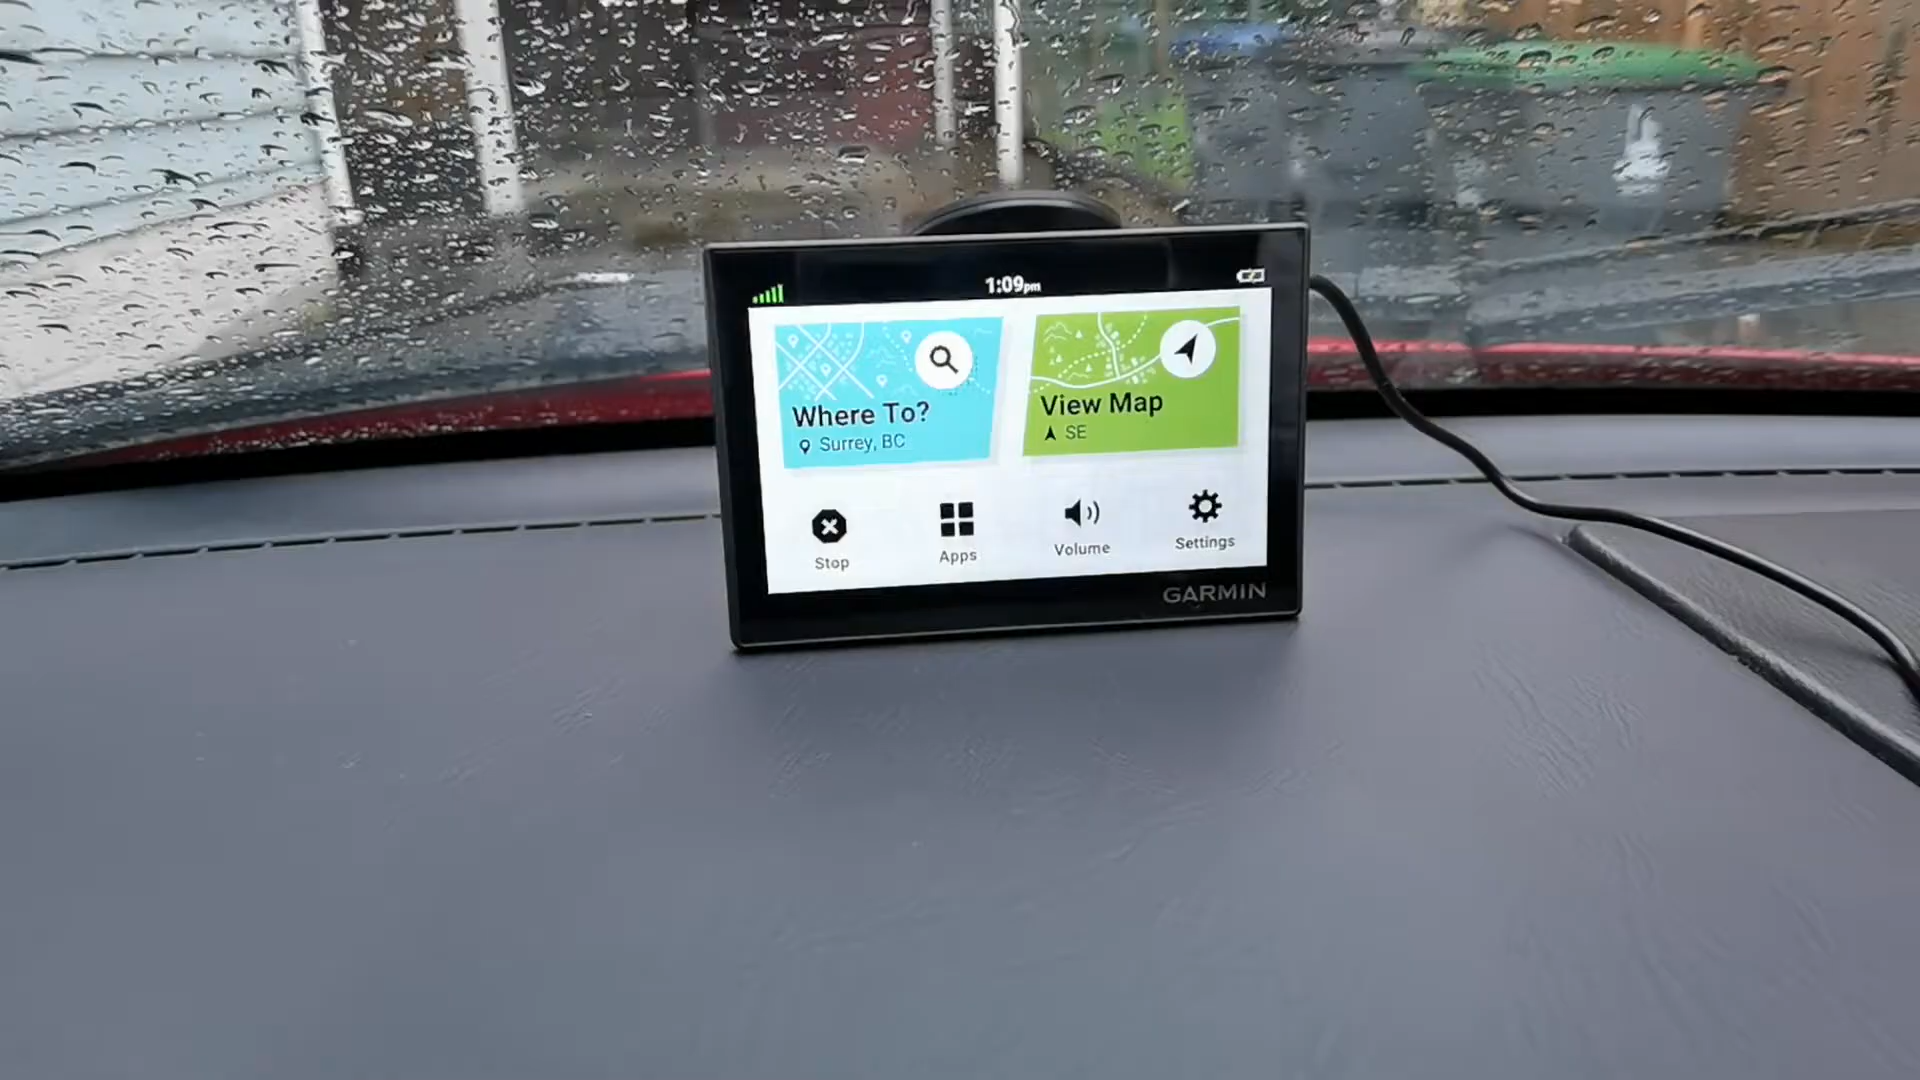 1:09pm
Where To?
Surrey, BC
View Map
SE
Stop
Apps
Volume
Settings
GARMIN